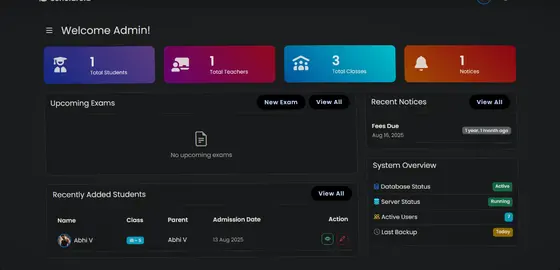 Welcome Admin!
1
Total Students
1
Total Teachers
3
Total Classes
1
Notices
Upcoming Exams
New Exam
View All
No upcoming exams
Recent Notices
View All
Fees Due
Aug 16, 2025
1 year, 1 month ago
System Overview
Database Status
Active
Server Status
Running
Active Users
7
Last Backup
Today
Recently Added Students
View All
Name Class Parent Admission Date Action
Abhi V
Abhi V 13 Aug 2025